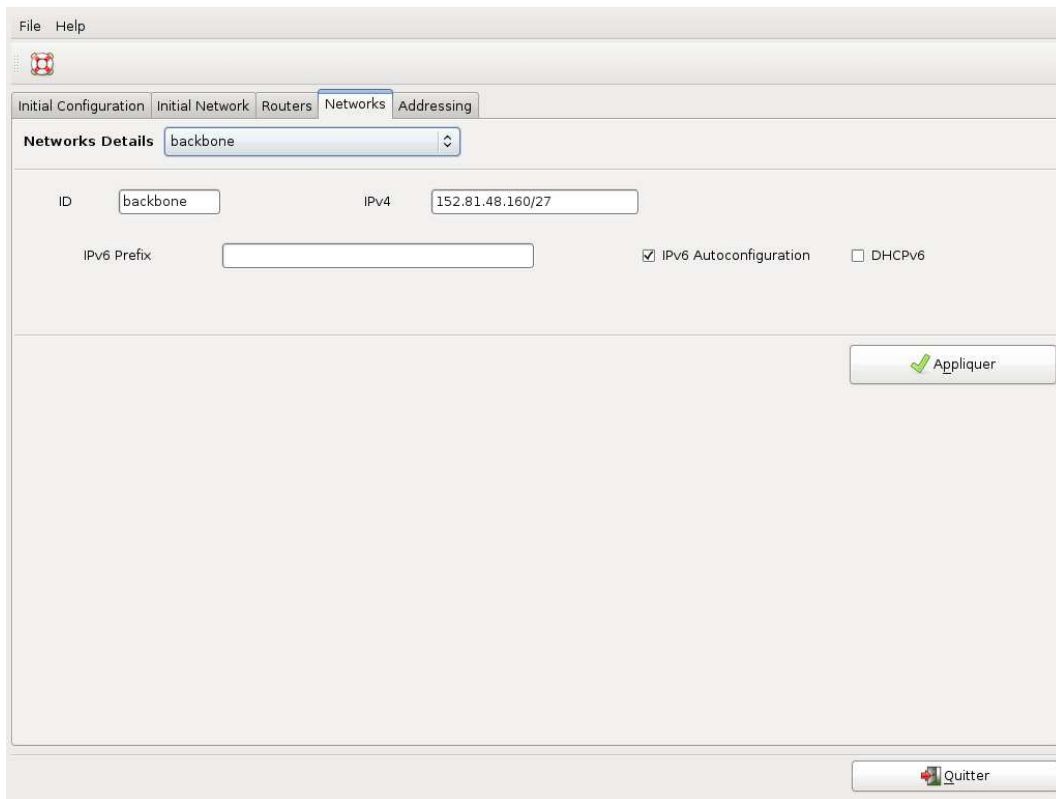 File Help
Initial Configuration Initial Network Routers Networks Addressing
Networks Details backbone
ID backbone IPv4 152.81.48.160/27
IPv6 Prefix IPv6 Autoconfiguration DHCPv6
Appliquer
Quitter